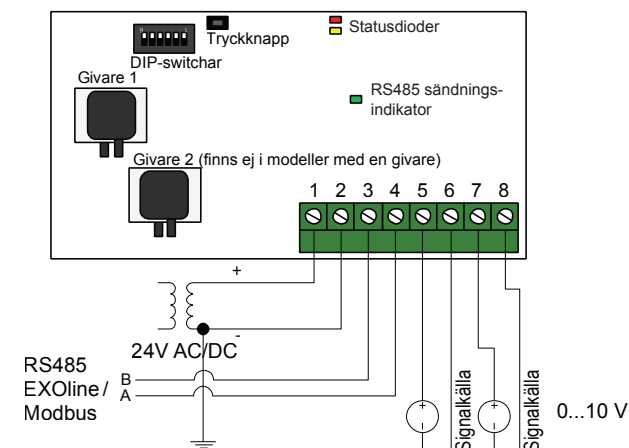 Tryckknapp
Statusdioder
DIP-switchar
Givare 1
RS485 sändnings-
indikator
Givare 2 (finns ej i modeller med en givare)
1 2 3 4 5 6 7 8
+
-
24V AC/DC
RS485
EXOline /
Modbus
B
A
+
-
Signalkälla
+
-
Signalkälla
0...10 V